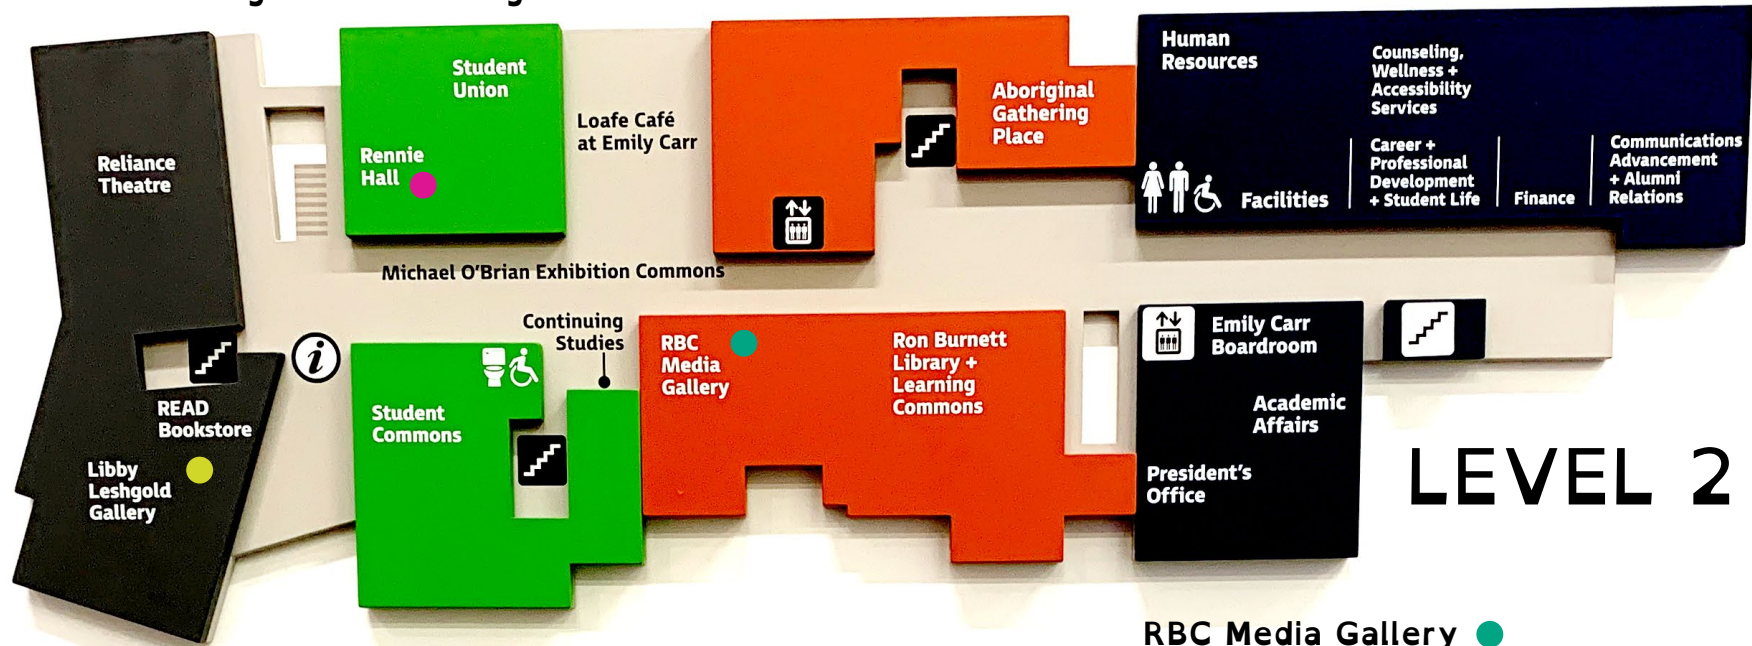 Reliance
Theatre
Student
Union
Rennie
Hall
Loafe Café
at Emily Carr
Aboriginal
Gathering
Place
Human
Resources
Counseling,
Wellness +
Accessibility
Services
Facilities
Career +
Professional
Development
+ Student Life
Finance
Communications
Advancement
+ Alumni
Relations
Michael O'Brian Exhibition Commons
i
READ
Bookstore
Libby
Leshgold
Gallery
Continuing
Studies
Student
Commons
RBC
Media
Gallery
Ron Burnett
Library +
Learning
Commons
Emily Carr
Boardroom
Academic
Affairs
President's
Office
LEVEL 2
RBC Media Gallery